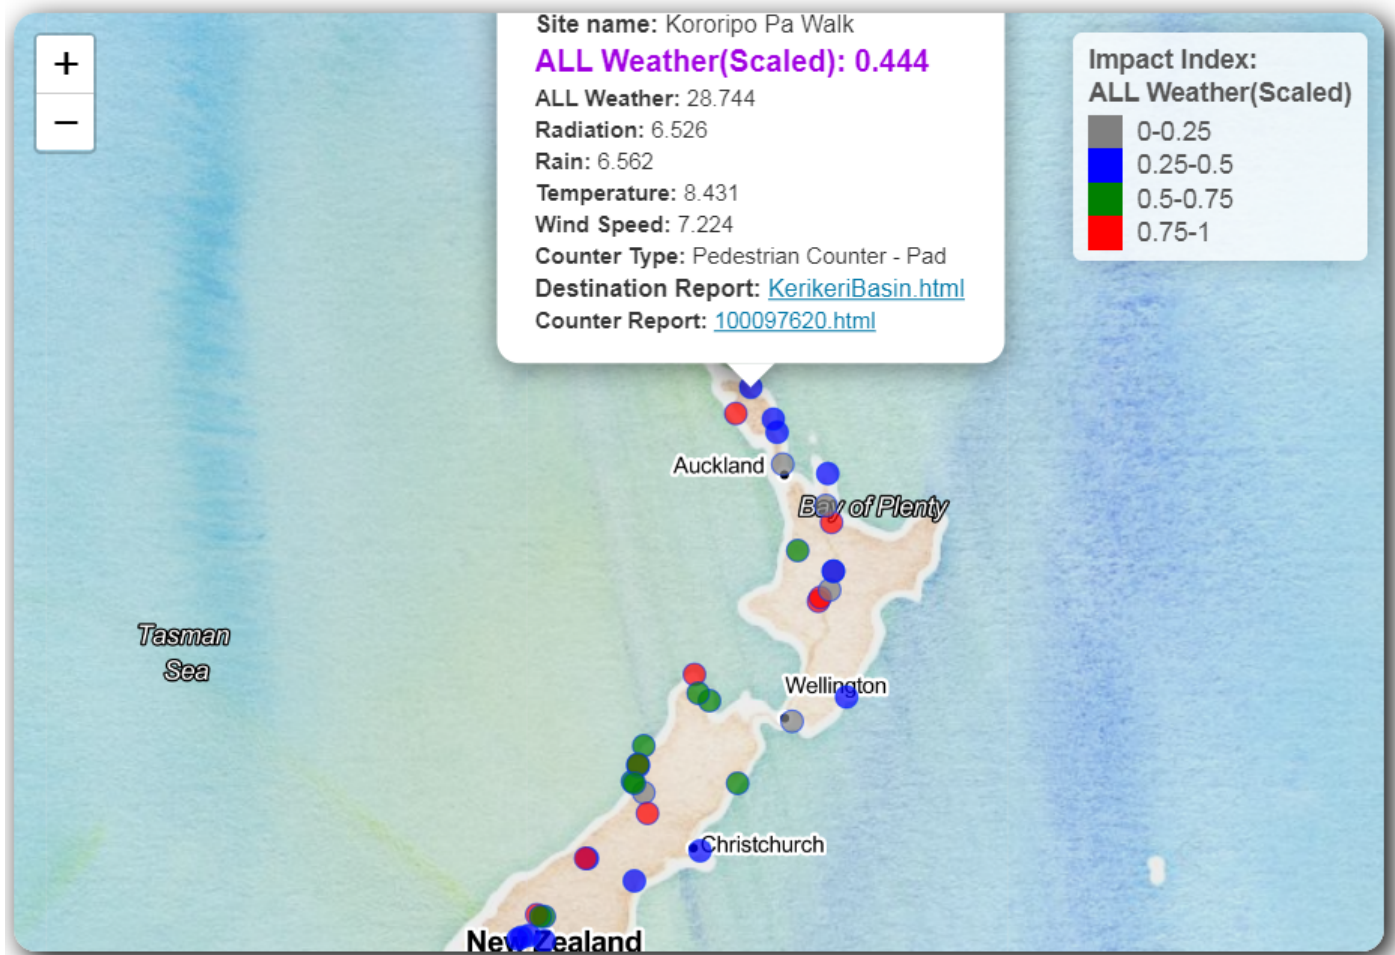 +
−
Site name: Kororipo Pa Walk
ALL Weather(Scaled): 0.444
ALL Weather: 28.744
Radiation: 6.526
Rain: 6.562
Temperature: 8.431
Wind Speed: 7.224
Counter Type: Pedestrian Counter - Pad
Destination Report: KerikeriBasin.html
Counter Report: 100097620.html
Impact Index:
ALL Weather(Scaled)
0-0.25
0.25-0.5
0.5-0.75
0.75-1
Auckland
Bay of Plenty
Tasman
Sea
Wellington
Christchurch
New Zealand